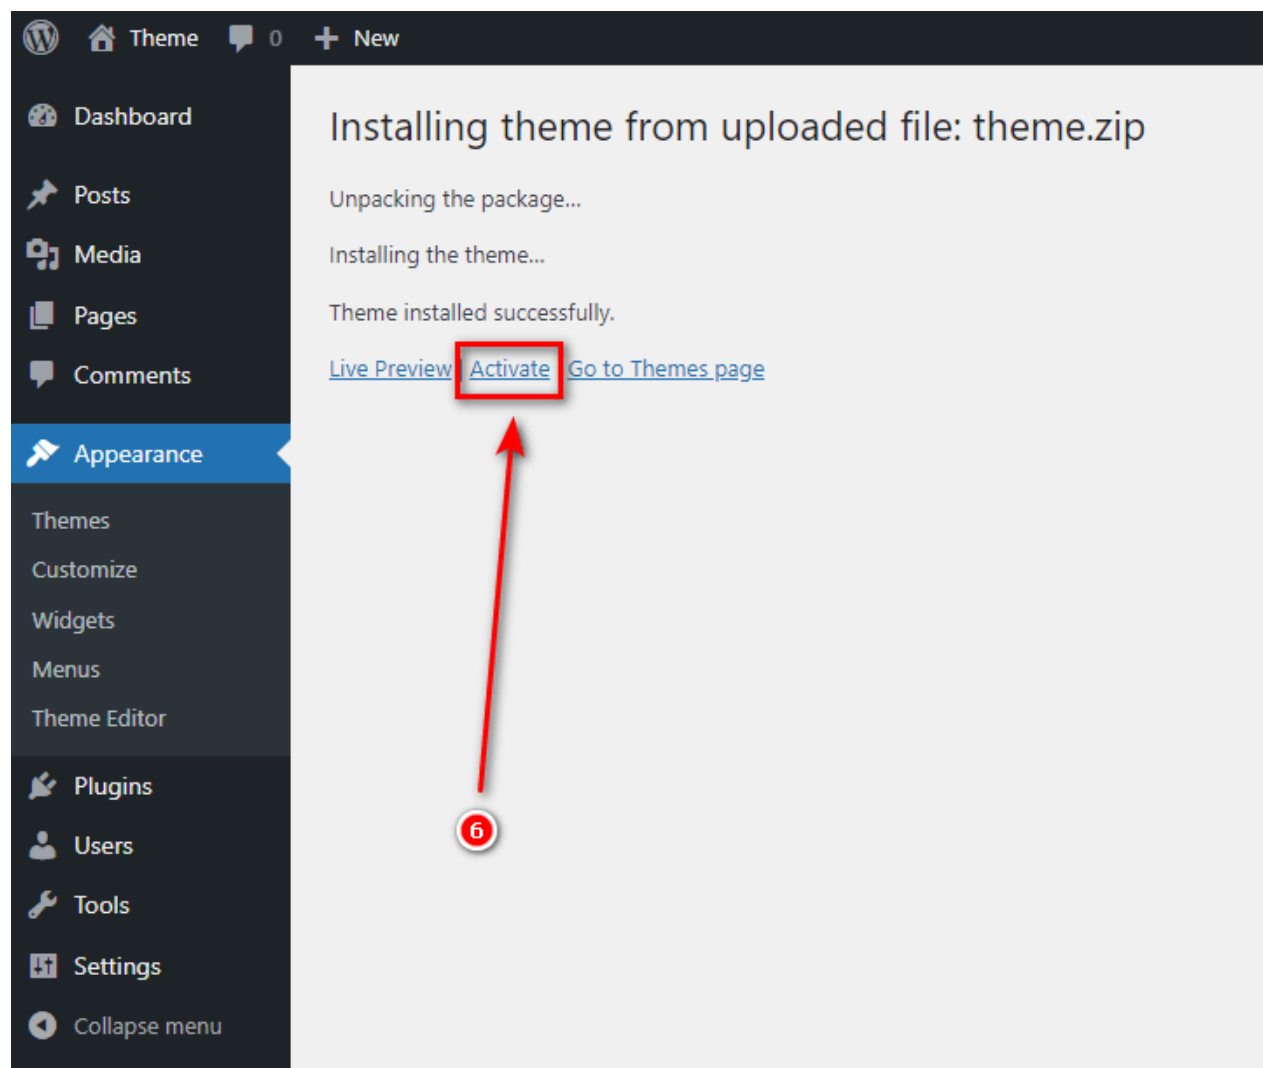 Theme 0 New
Dashboard
Posts
Media
Pages
Comments
Appearance
Themes
Customize
Widgets
Menus
Theme Editor
Plugins
Users
Tools
Settings
Collapse menu
Installing theme from uploaded file: theme.zip
Unpacking the package...
Installing the theme...
Theme installed successfully.
Live Preview | Activate Go to Themes page
6